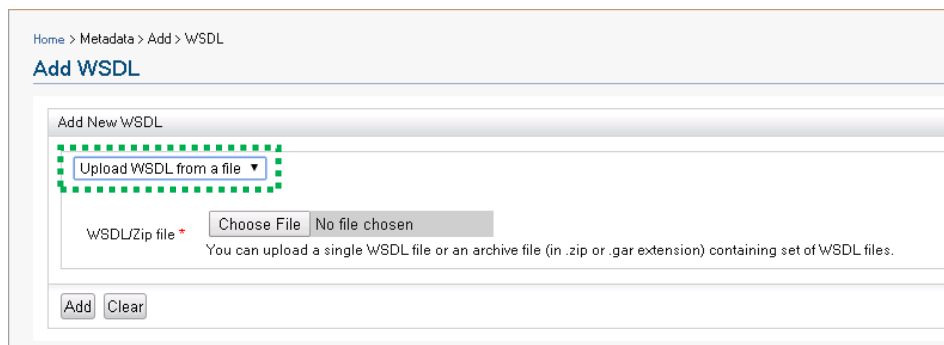 Home > Metadata > Add > WSDL
Add WSDL
Add New WSDL
Upload WSDL from a file ▼
WSDL/Zip file * Choose File No file chosen
You can upload a single WSDL file or an archive file (in .zip or .gar extension) containing set of WSDL files.
Add Clear